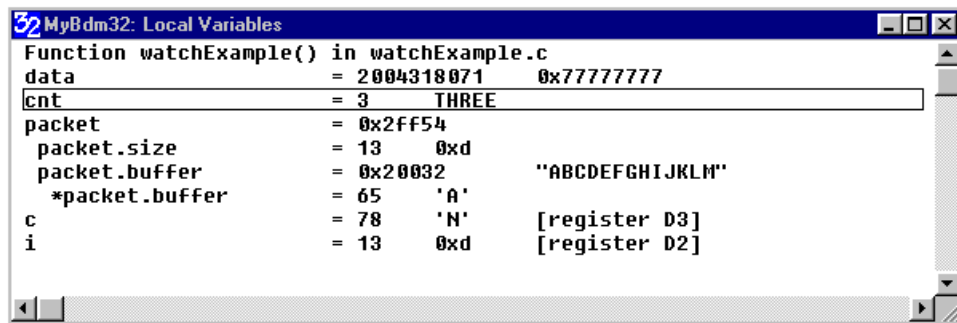 32 MyBdm32: Local Variables
Function watchExample() in watchExample.c
data = 2004318071 0x77777777
cnt = 3 THREE
packet = 0x2ff54
packet.size = 13 0xd
packet.buffer = 0x20032 "ABCDEFGHIJKLM"
*packet.buffer = 65 'A'
c = 78 'N' [register D3]
i = 13 0xd [register D2]